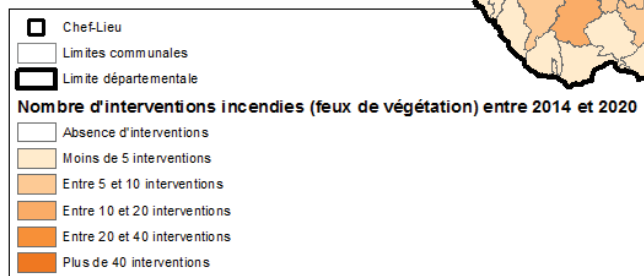 Chef-Lieu
Limites communales
Limite départementale
Nombre d'interventions incendies (feux de végétation) entre 2014 et 2020
Absence d'interventions
Moins de 5 interventions
Entre 5 et 10 interventions
Entre 10 et 20 interventions
Entre 20 et 40 interventions
Plus de 40 interventions